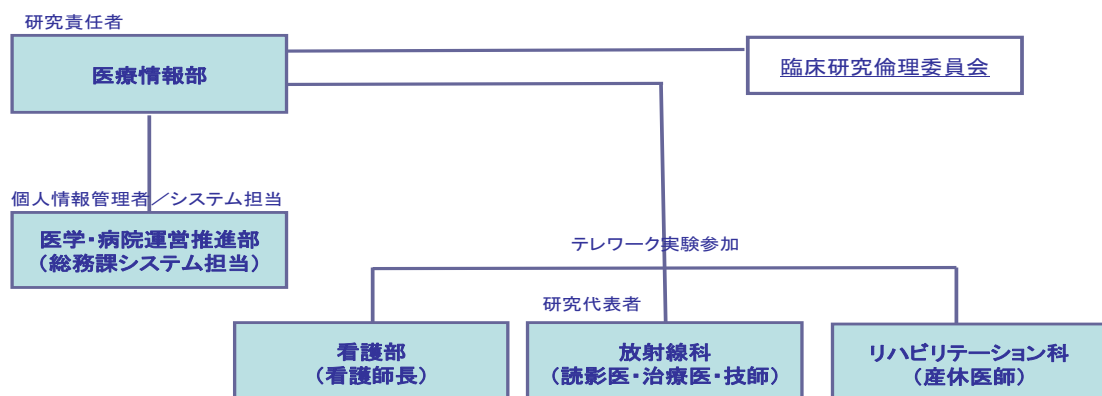 研究責任者
医療情報部
臨床研究倫理委員会
個人情報管理者／システム担当
医学・病院運営推進部
（総務課システム担当）
テレワーク実験参加
研究代表者
看護部
（看護師長）
放射線科
（読影医・治療医・技師）
リハビリテーション科
（産休医師）